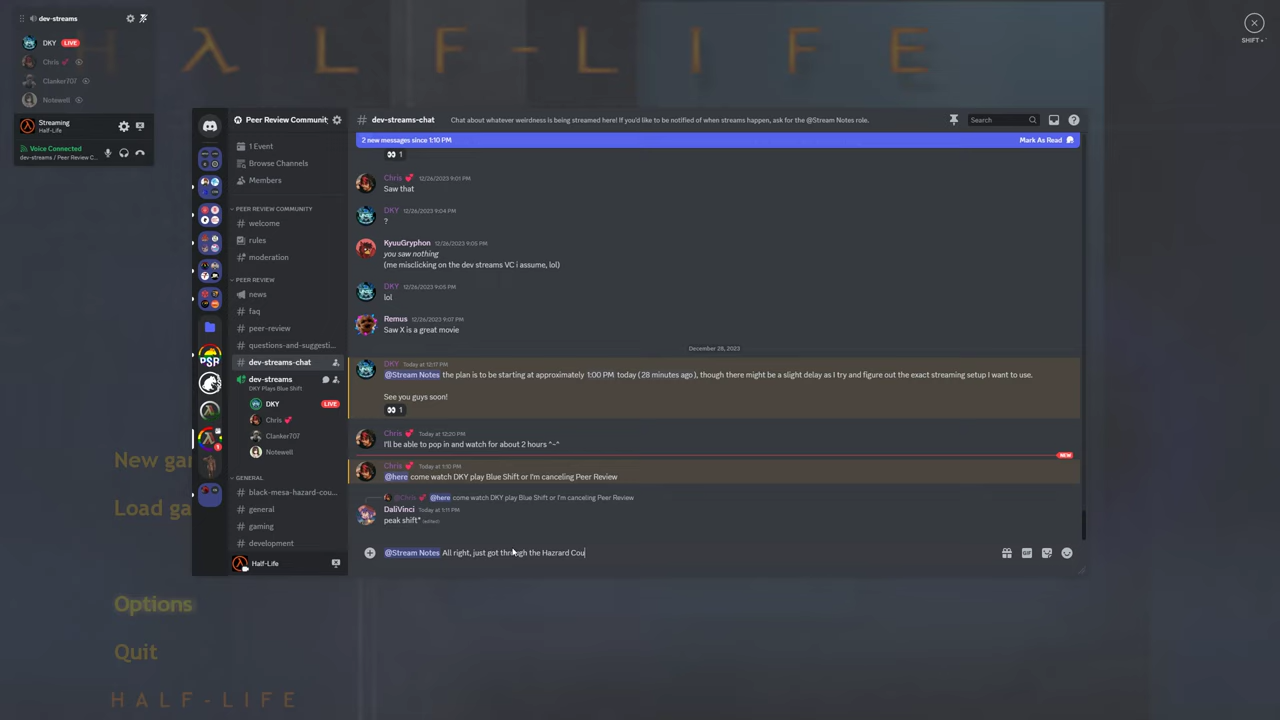 dev-streams
DKY LIVE
Chris
Clanker707
Notewell
Streaming
Half-Life
Voice Connected
dev-streams / Peer Review C...
H λ L F - L I F E
SHIFT+`
Peer Review Communit
1 Event
Browse Channels
Members
PEER REVIEW COMMUNITY
welcome
rules
moderation
PEER REVIEW
news
faq
peer-review
questions-and-suggesti...
dev-streams-chat
dev-streams
DKY Plays Blue Shift
DKY LIVE
Chris
Clanker707
Notewell
GENERAL
black-mesa-hazard-cou...
general
gaming
development
Half-Life
PSR
1
dev-streams-chat Chat about whatever weirdness is being streamed here! If you'd like to be notified of when streams happen, ask for the @Stream Notes role.
Search
2 new messages since 1:10 PM Mark As Read
1
Chris 12/26/2023 9:01 PM
Saw that
DKY 12/26/2023 9:04 PM
?
KyuuGryphon 12/26/2023 9:05 PM
you saw nothing
(me misclicking on the dev streams VC i assume, lol)
DKY 12/26/2023 9:05 PM
lol
Remus 12/26/2023 9:07 PM
Saw X is a great movie
December 28, 2023
DKY Today at 12:17 PM
@Stream Notes the plan is to be starting at approximately 1:00 PM today (28 minutes ago), though there might be a slight delay as I try and figure out the exact streaming setup I want to use.
See you guys soon!
1
Chris Today at 12:20 PM
I'll be able to pop in and watch for about 2 hours ^-^
NEW
Chris Today at 1:10 PM
@here come watch DKY play Blue Shift or I'm canceling Peer Review
@Chris @here come watch DKY play Blue Shift or I'm canceling Peer Review
DaliVinci Today at 1:11 PM
peak shift* (edited)
@Stream Notes All right, just got through the Hazrard Cou
GIF
New gar
Load ga
Options
Quit
H λ L F - L I F E